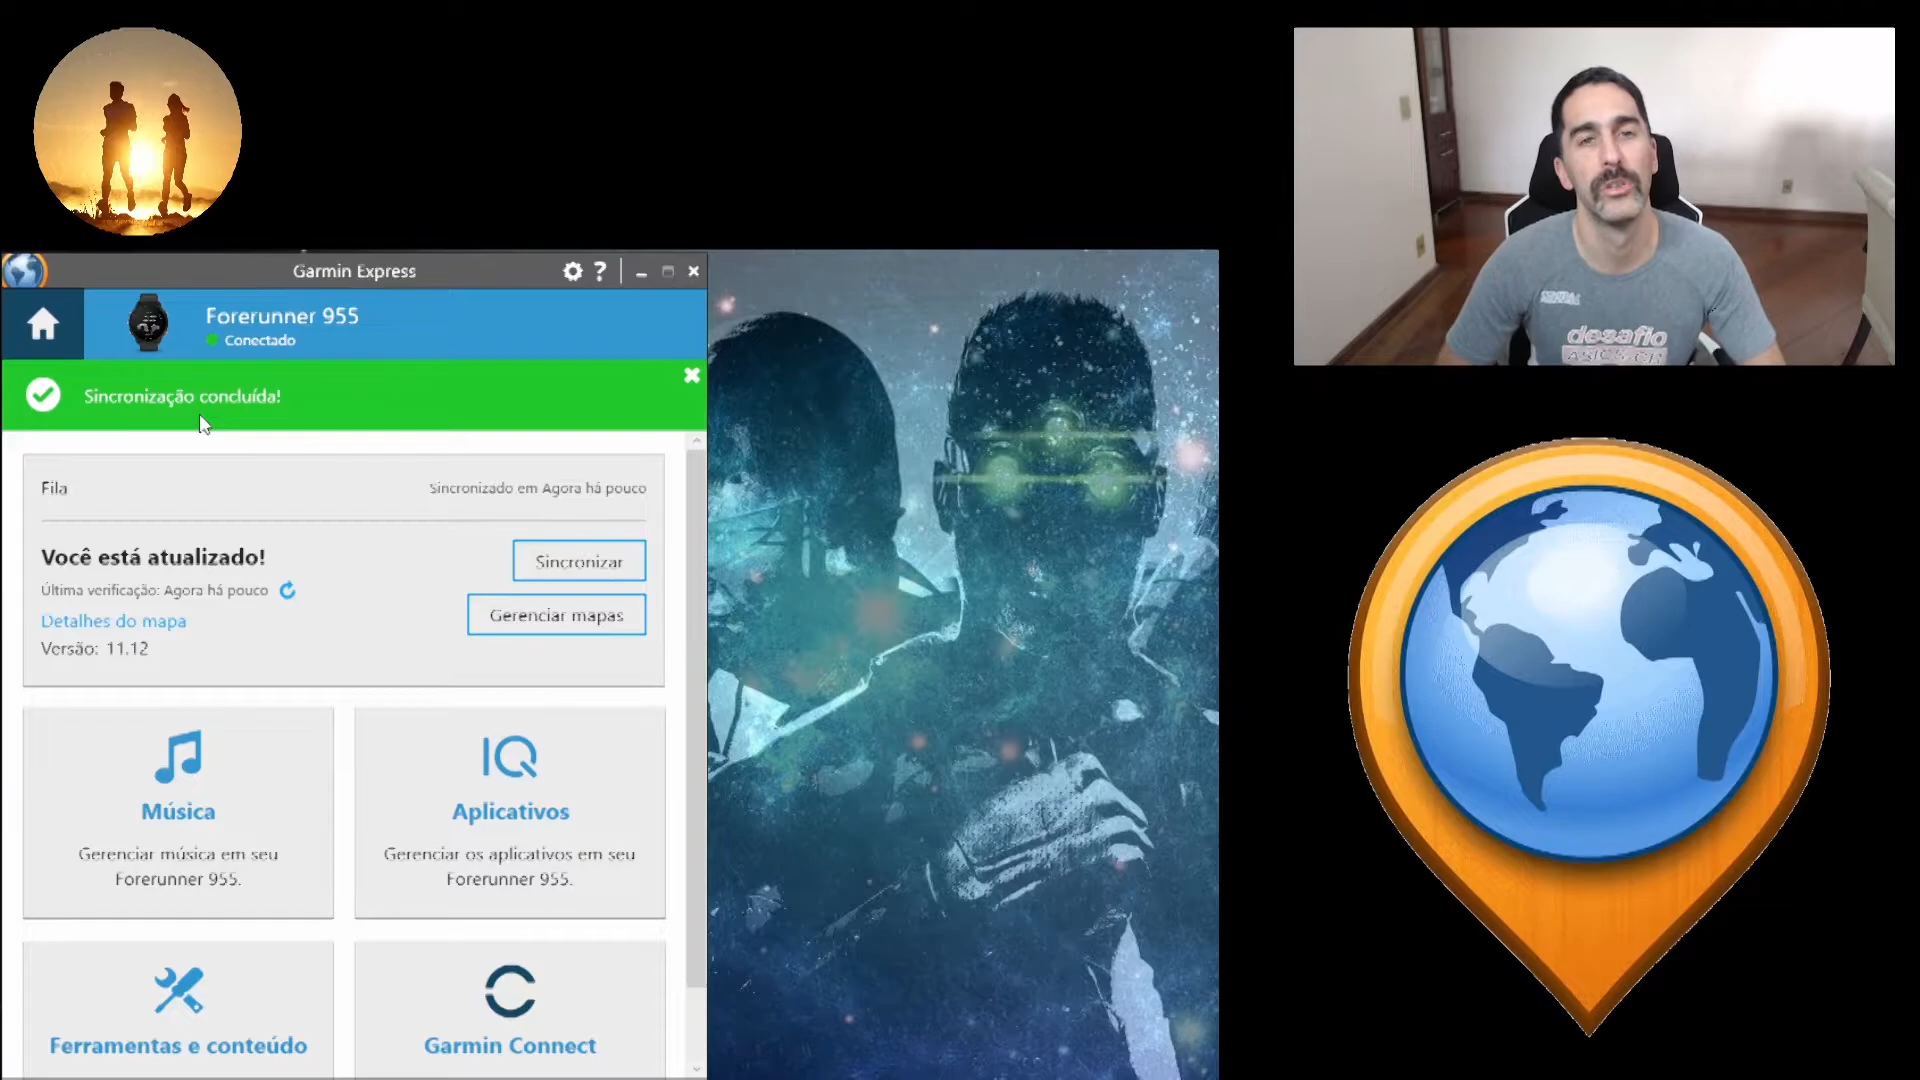 Garmin Express
?
Forerunner 955
Conectado
Sincronização concluída!
Fila
Sincronizado em Agora há pouco
Você está atualizado!
Sincronizar
Última verificação: Agora há pouco
Gerenciar mapas
Detalhes do mapa
Versão: 11.12
IQ
Música
Aplicativos
Gerenciar música em seu
Forerunner 955.
Gerenciar os aplicativos em seu
Forerunner 955.
Ferramentas e conteúdo
Garmin Connect
desafio